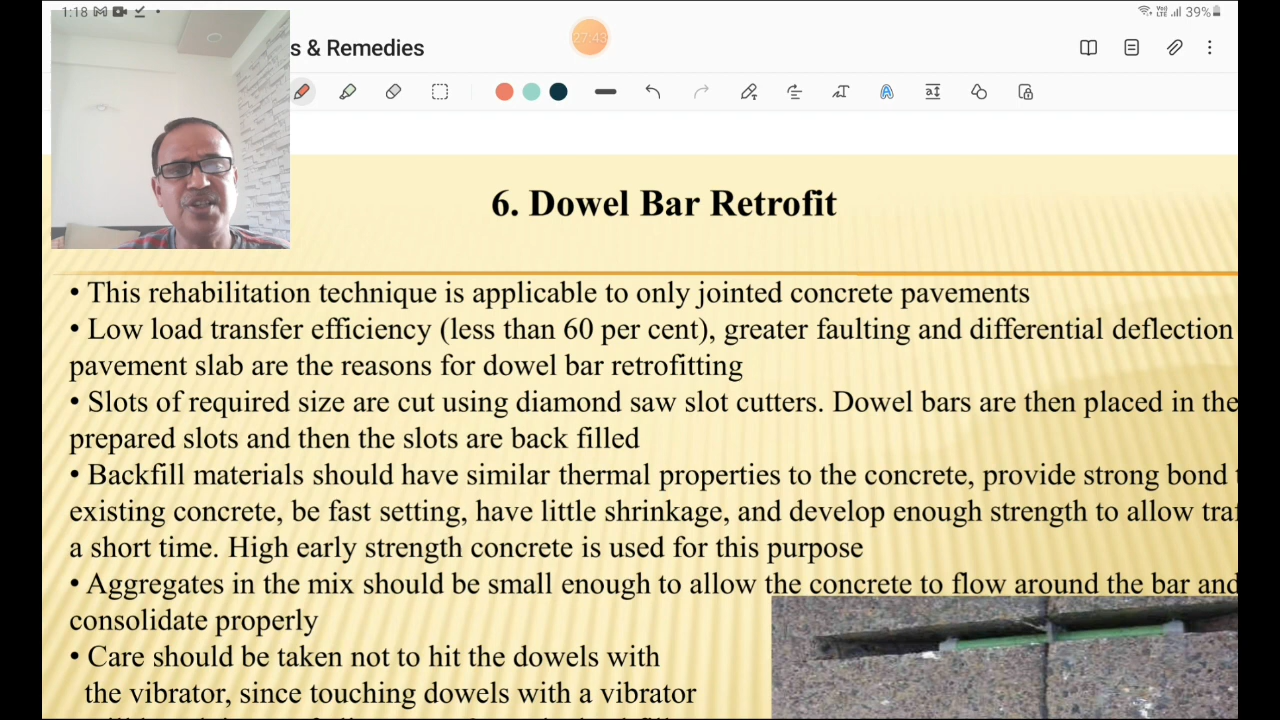 1:18
VoD LTE 39%
27:43
s & Remedies
6. Dowel Bar Retrofit
• This rehabilitation technique is applicable to only jointed concrete pavements
• Low load transfer efficiency (less than 60 per cent), greater faulting and differential deflection
pavement slab are the reasons for dowel bar retrofitting
• Slots of required size are cut using diamond saw slot cutters. Dowel bars are then placed in the
prepared slots and then the slots are back filled
• Backfill materials should have similar thermal properties to the concrete, provide strong bond
existing concrete, be fast setting, have little shrinkage, and develop enough strength to allow
a short time. High early strength concrete is used for this purpose
• Aggregates in the mix should be small enough to allow the concrete to flow around the bar and
consolidate properly
• Care should be taken not to hit the dowels with
the vibrator, since touching dowels with a vibrator